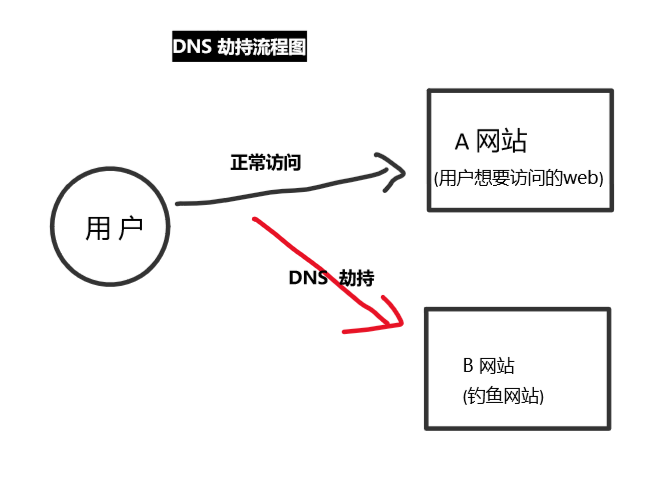 DNS 劫持流程图
正常访问
A 网站
(用户想要访问的web)
用 户
DNS 劫持
B 网站
(钓鱼网站)